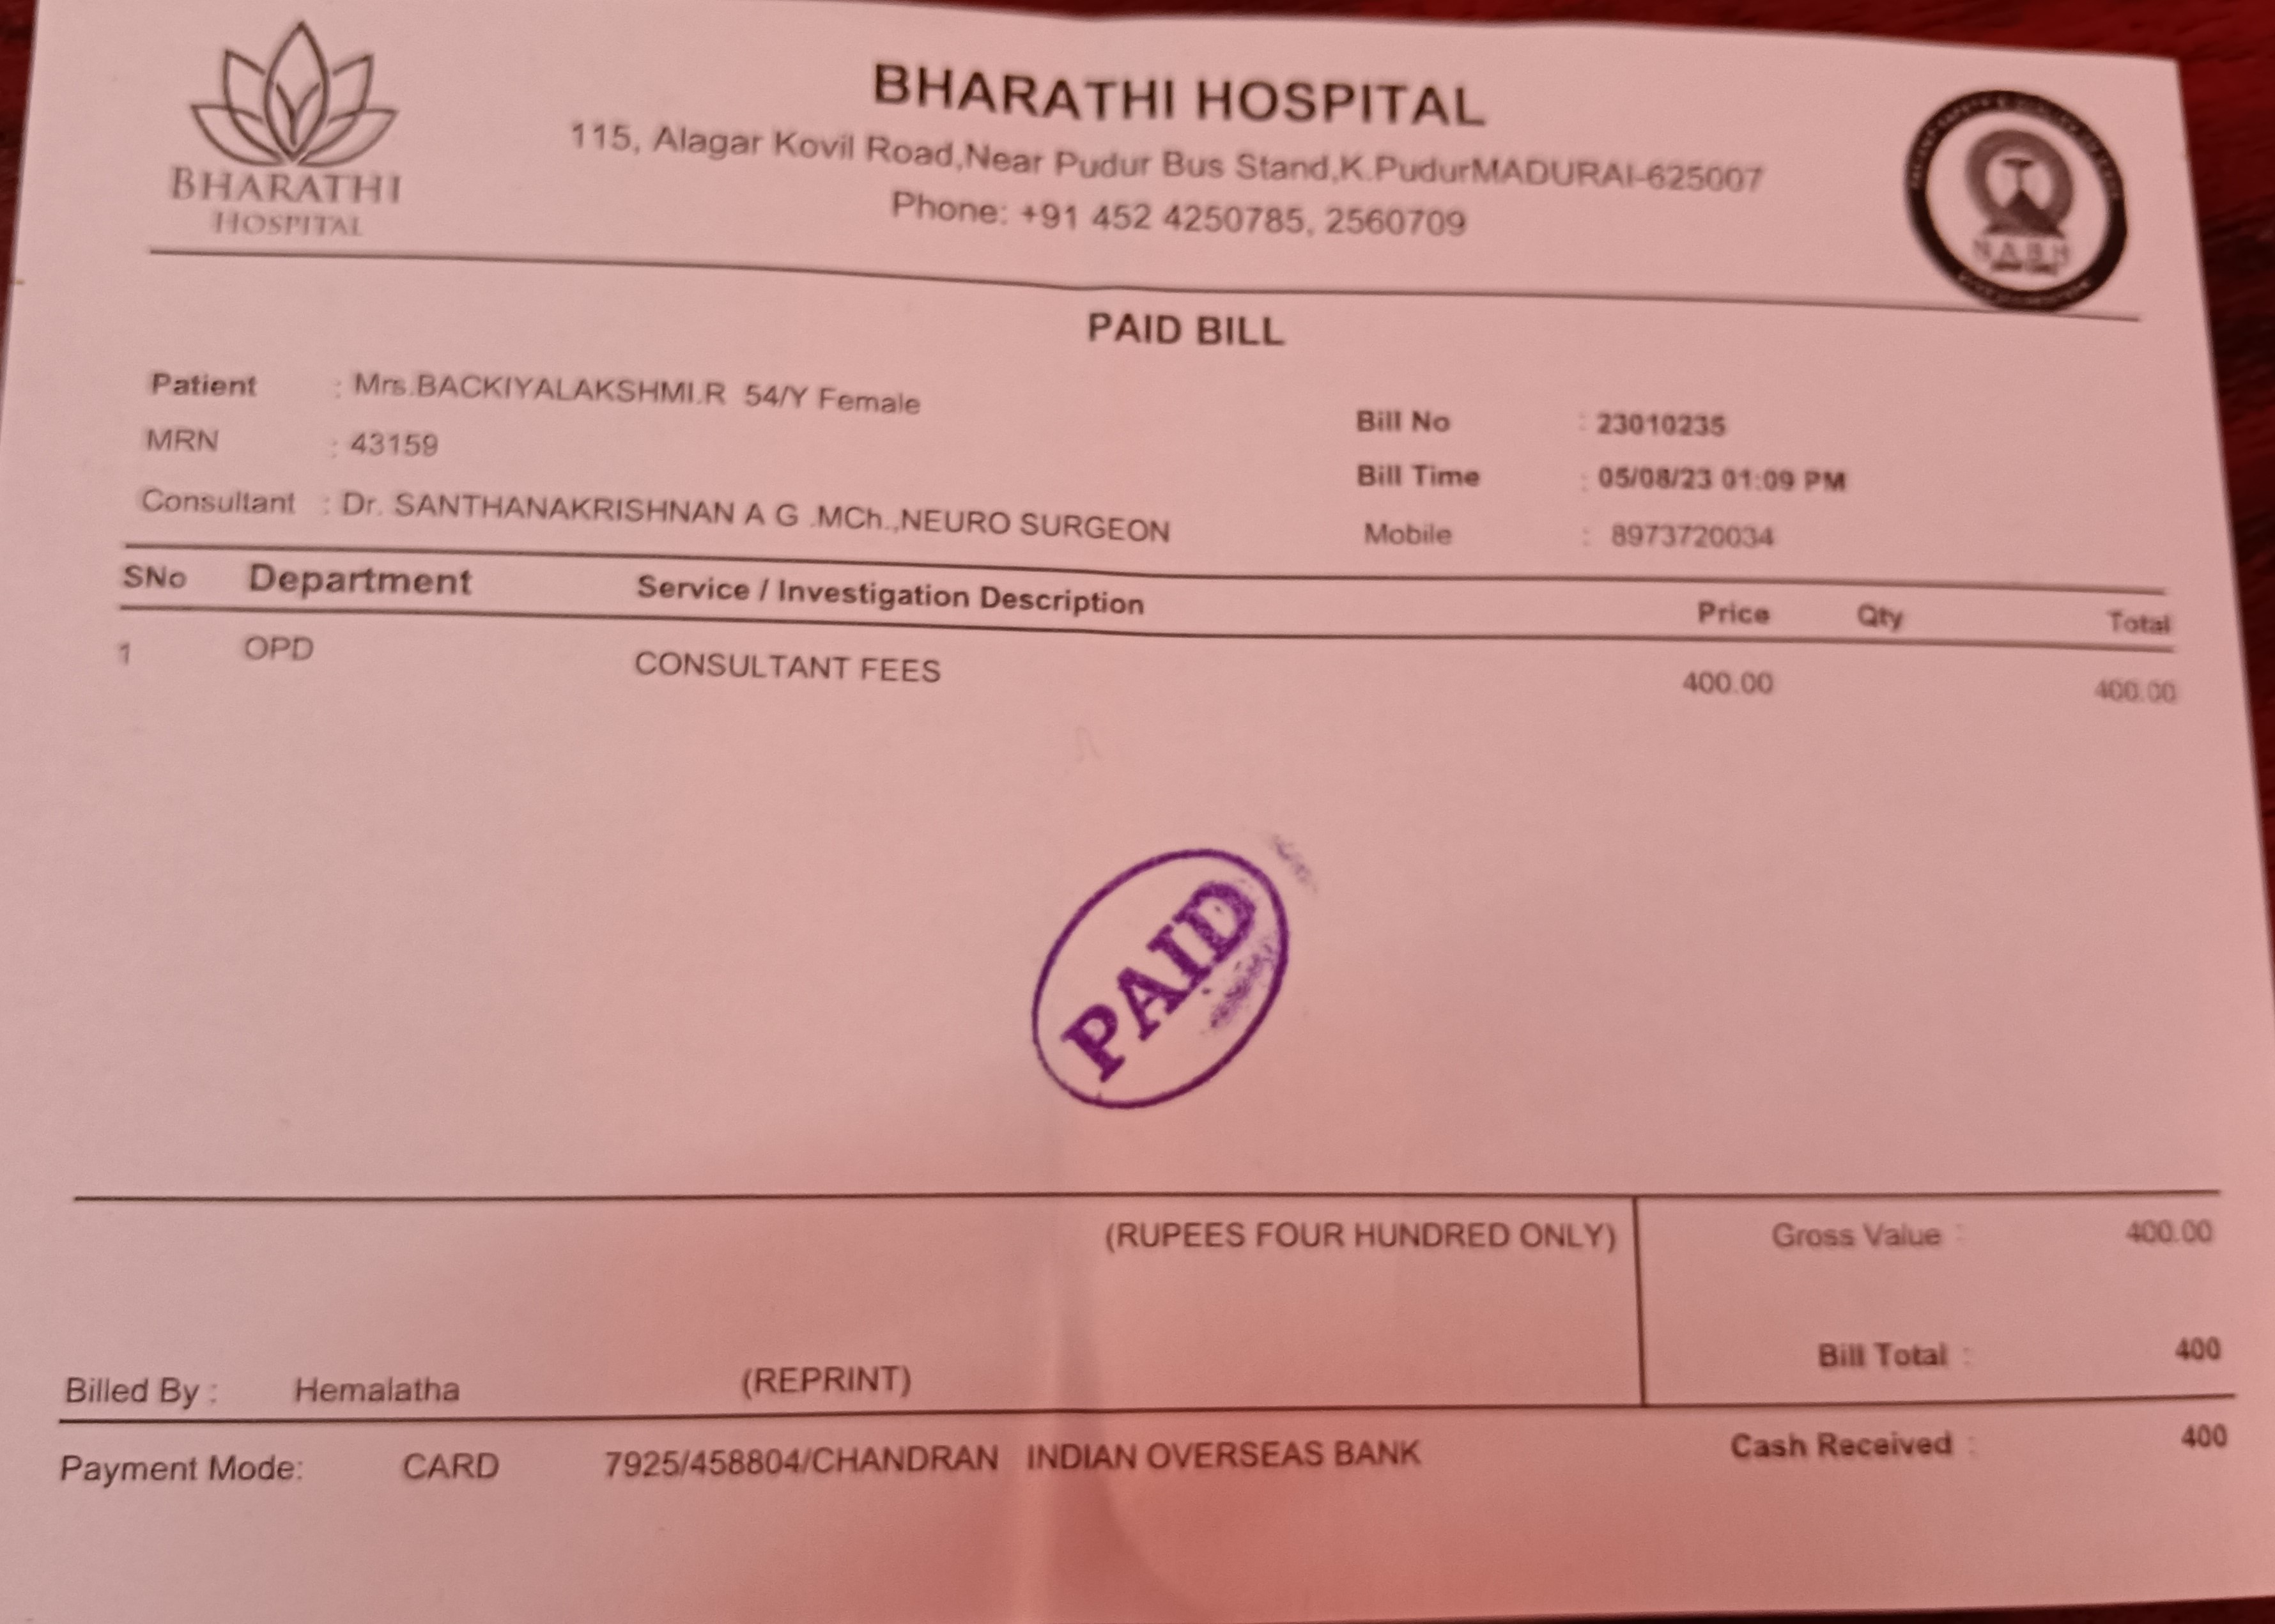 BHARATHI
HOSPITAL
BHARATHI HOSPITAL
115, Alagar Kovil Road,Near Pudur Bus Stand,K.PudurMADURAI-625007
Phone: +91 452 4250785, 2560709
NABH
PAID BILL
Patient : Mrs.BACKIYALAKSHMI.R 54/Y Female
MRN : 43159
Consultant : Dr. SANTHANAKRISHNAN A G .MCh.,NEURO SURGEON
Bill No : 23010235
Bill Time : 05/08/23 01:09 PM
Mobile : 8973720034
SNo Department Service / Investigation Description Price Qty Total
1 OPD CONSULTANT FEES 400.00 400.00
PAID
(RUPEES FOUR HUNDRED ONLY) Gross Value : 400.00
Bill Total : 400
Billed By : Hemalatha (REPRINT)
Payment Mode: CARD 7925/458804/CHANDRAN INDIAN OVERSEAS BANK Cash Received : 400